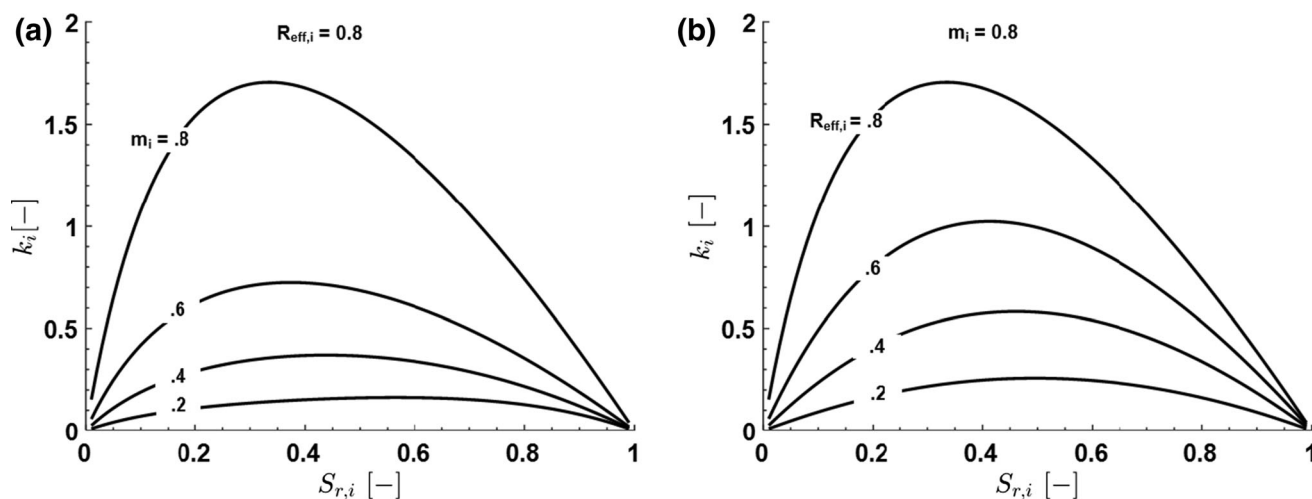 (a)
R_eff,i = 0.8
2
1.5
1
0.5
0
k_i [−]
m_i = .8
.6
.4
.2
0
0.2
0.4
0.6
0.8
1
S_r,i [−]
(b)
m_i = 0.8
2
1.5
1
0.5
0
k_i [−]
R_eff,i = .8
.6
.4
.2
0
0.2
0.4
0.6
0.8
1
S_r,i [−]